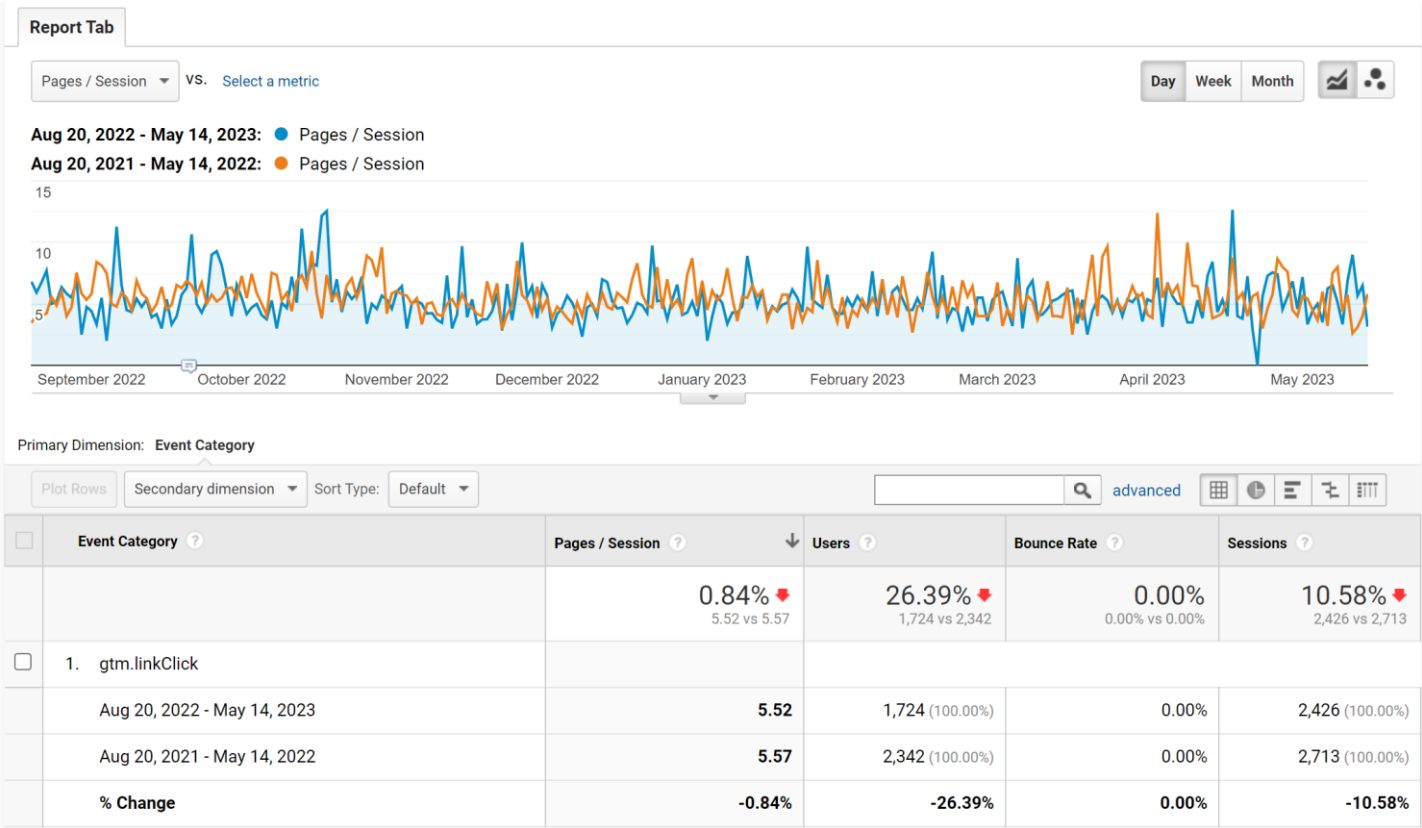 Report Tab
Pages / Session vs. Select a metric Day Week Month
Aug 20, 2022 - May 14, 2023: Pages / Session
Aug 20, 2021 - May 14, 2022: Pages / Session
15
10
5
September 2022 October 2022 November 2022 December 2022 January 2023 February 2023 March 2023 April 2023 May 2023
Primary Dimension: Event Category
Plot Rows Secondary dimension Sort Type: Default advanced
Event Category ? Pages / Session ? Users ? Bounce Rate ? Sessions ?
0.84% 26.39% 0.00% 10.58%
5.52 vs 5.57 1,724 vs 2,342 0.00% vs 0.00% 2,426 vs 2,713
1. gtm.linkClick
Aug 20, 2022 - May 14, 2023 5.52 1,724 (100.00%) 0.00% 2,426 (100.00%)
Aug 20, 2021 - May 14, 2022 5.57 2,342 (100.00%) 0.00% 2,713 (100.00%)
% Change -0.84% -26.39% 0.00% -10.58%